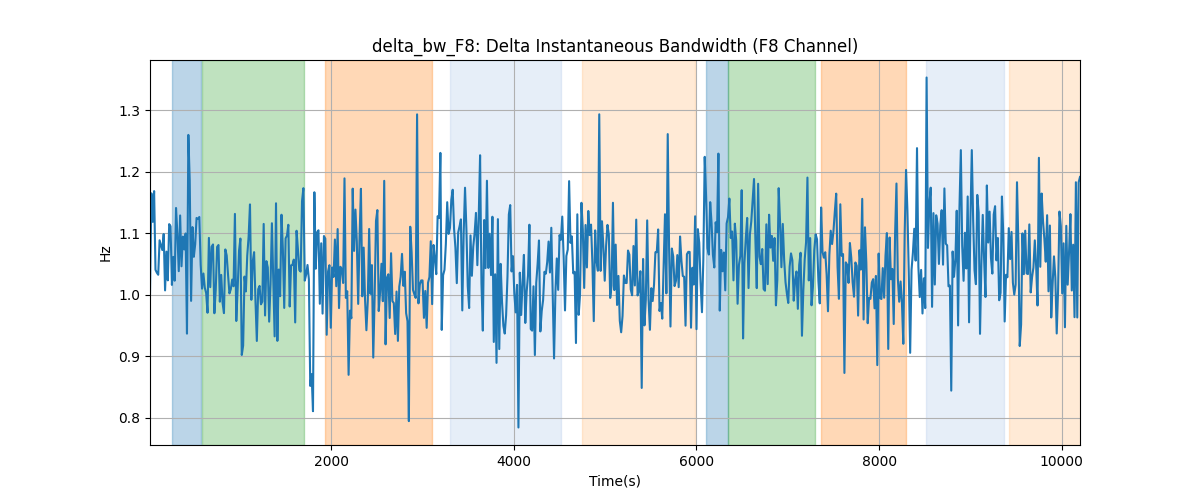 delta_bw_F8: Delta Instantaneous Bandwidth (F8 Channel)
1.3
1.2
1.1
1.0
0.9
0.8
Hz
2000 4000 6000 8000 10000
Time(s)